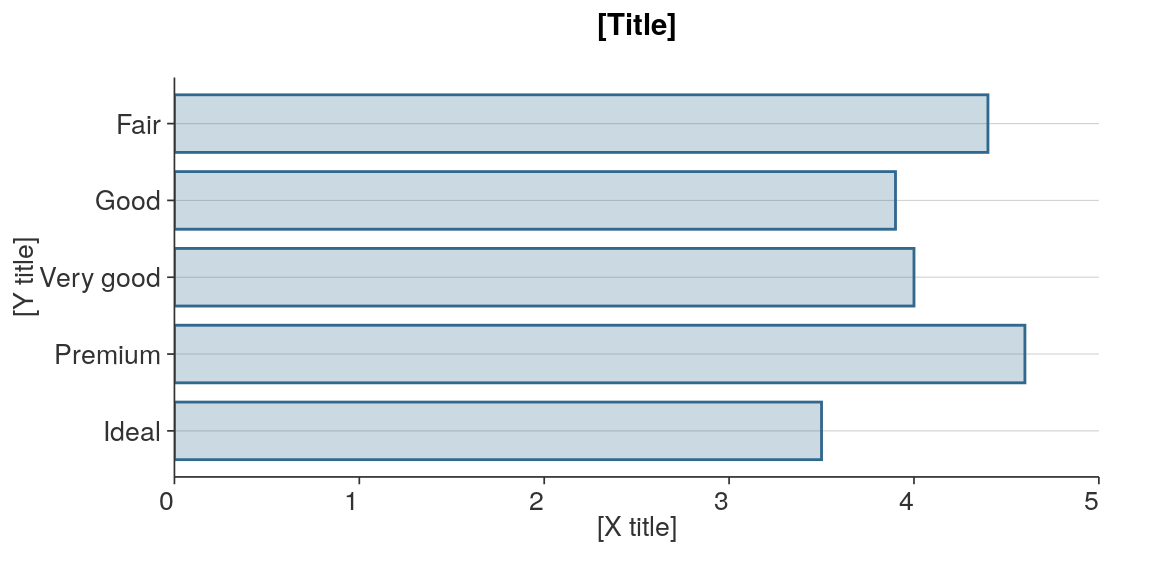 [Title]
Fair
Good
Very good
Premium
Ideal
[Y title]
0 1 2 3 4 5
[X title]